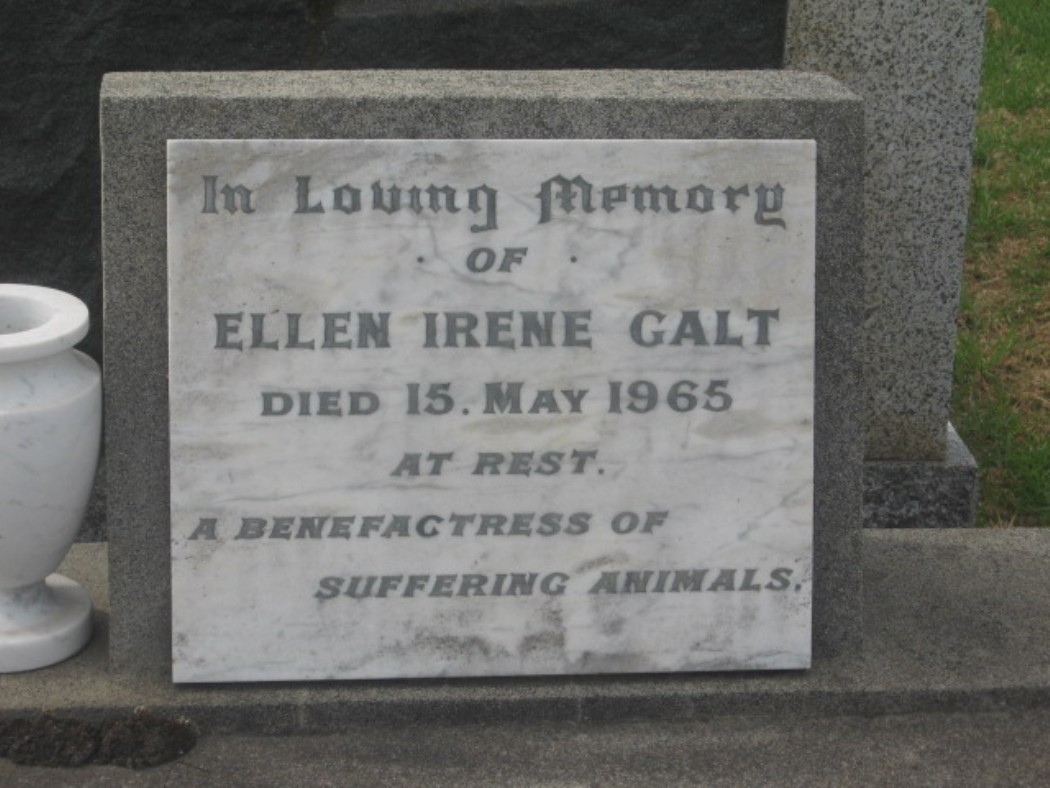 In Loving Memory
· OF ·
ELLEN IRENE GALT
DIED 15. MAY 1965
AT REST.
A BENEFACTRESS OF
SUFFERING ANIMALS.